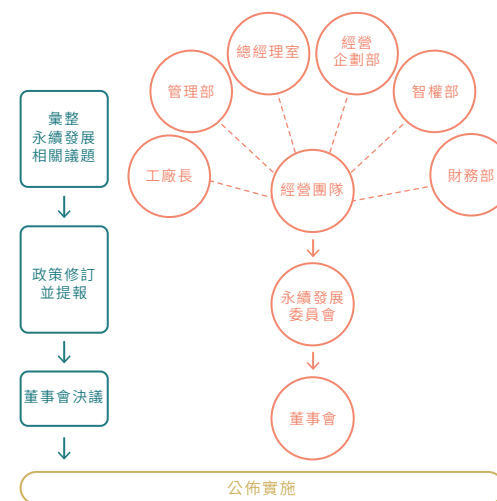 彙整
永續發展
相關議題
政策修訂
並提報
董事會決議
工廠長
管理部
總經理室
經營
企劃部
智權部
財務部
經營團隊
永續發展
委員會
董事會
公佈實施